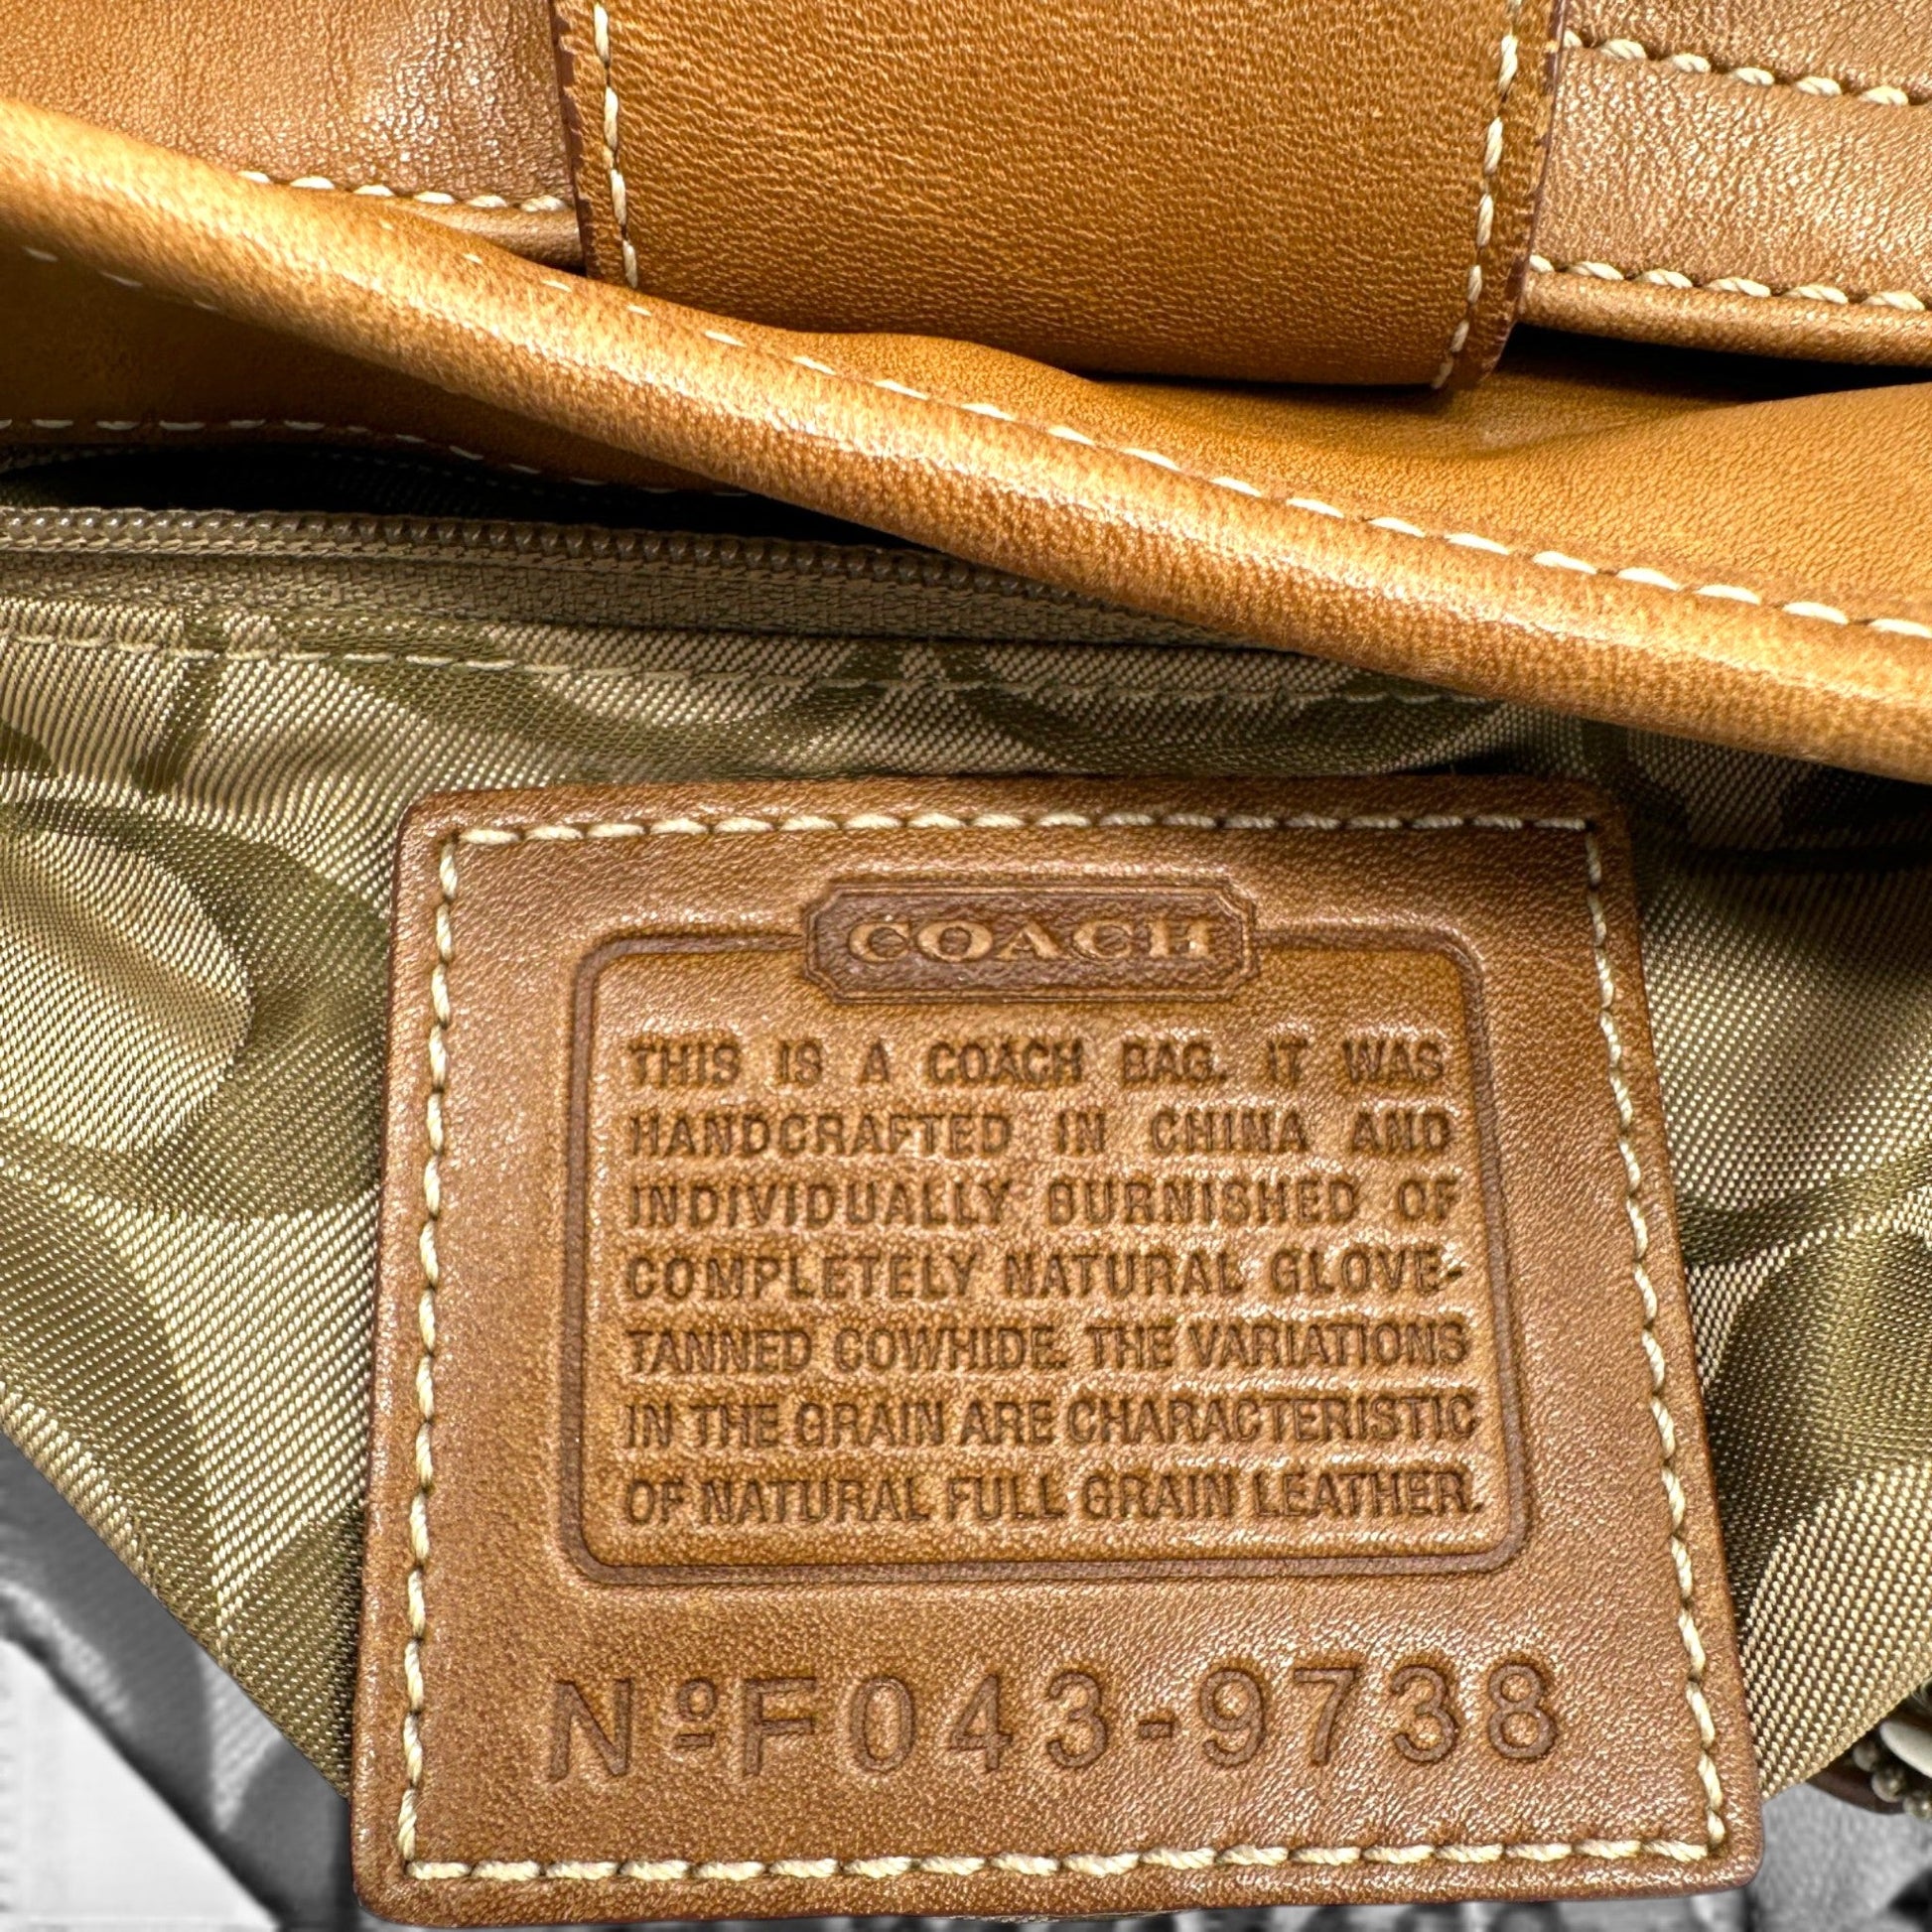 COACH
THIS IS A COACH BAG. IT WAS
HANDCRAFTED IN CHINA AND
INDIVIDUALLY BURNISHED OF
COMPLETELY NATURAL GLOVE-
TANNED COWHIDE. THE VARIATIONS
IN THE GRAIN ARE CHARACTERISTIC
OF NATURAL FULL GRAIN LEATHER.
NºF043-9738